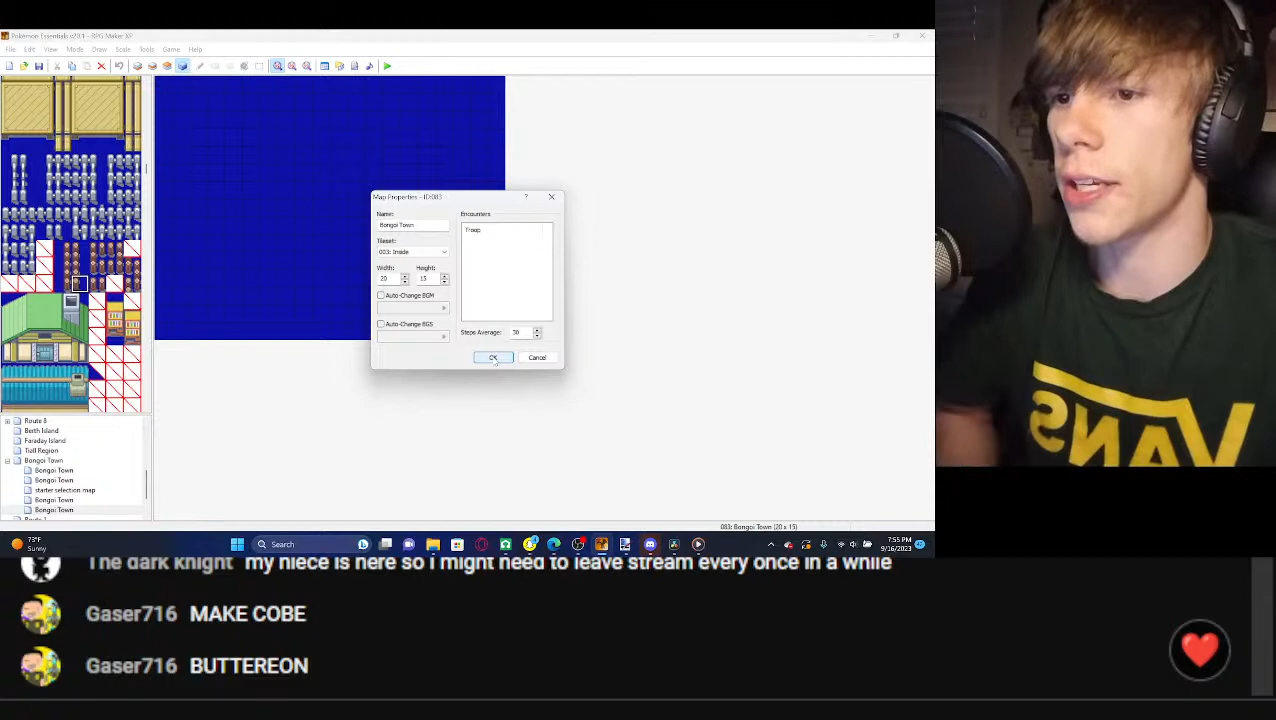 Pokémon Essentials v20.1 - RPG Maker XP
File Edit View Mode Draw Scale Tools Game Help
Map Properties - ID:083
Name:
Bongoi Town
Encounters
Troop
Tileset:
003: Inside
Width: Height:
20 15
Auto-Change BGM
Auto-Change BGS
Steps Average: 30
OK Cancel
Route 8
Berth Island
Faraday Island
Tiall Region
Bongoi Town
Bongoi Town
Bongoi Town
starter selection map
Bongoi Town
Bongoi Town
083: Bongoi Town (20 x 15)
73°F
Sunny
Search
7:55 PM
9/16/2023
VANS
The dark knight my niece is here so i might need to leave stream every once in a while
Gaser716 MAKE COBE
Gaser716 BUTTEREON